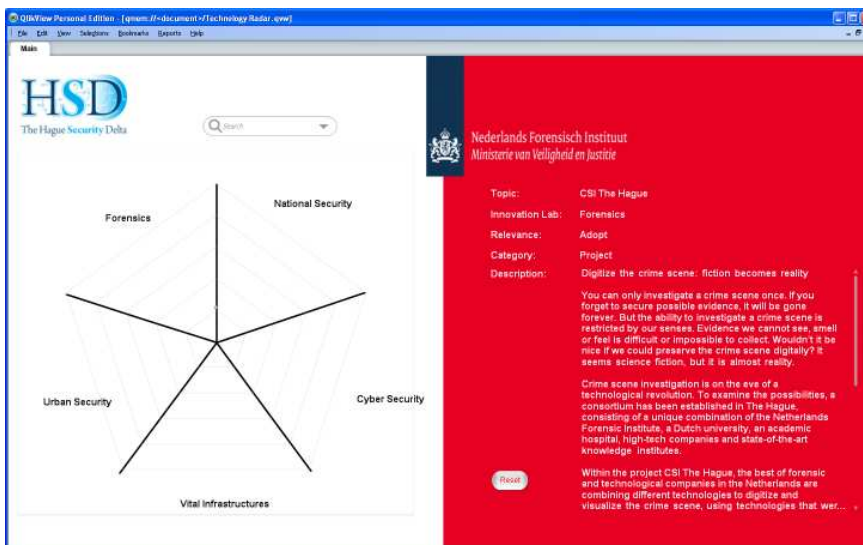 QlikView Personal Edition - [qmem://<document>/Technology Radar.qvw]
File Edit View Selections Bookmarks Reports Help
Main
HSD
The Hague Security Delta
Search
Forensics
National Security
Urban Security
Cyber Security
Vital Infrastructures
Nederlands Forensisch Instituut
Ministerie van Veiligheid en Justitie
Topic: CSI The Hague
Innovation Lab: Forensics
Relevance: Adopt
Category: Project
Description: Digitize the crime scene: fiction becomes reality
You can only investigate a crime scene once. If you
forget to secure possible evidence, it will be gone
forever. But the ability to investigate a crime scene is
restricted by our senses. Evidence we cannot see, smell
or feel is difficult or impossible to collect. Wouldn't it be
nice if we could preserve the crime scene digitally? It
seems science fiction, but it is almost reality.
Crime scene investigation is on the eve of a
technological revolution. To examine the possibilities, a
consortium has been established in The Hague,
consisting of a unique combination of the Netherlands
Forensic Institute, a Dutch university, an academic
hospital, high-tech companies and state-of-the-art
knowledge institutes.
Within the project CSI The Hague, the best of forensic
and technological companies in the Netherlands are
combining different technologies to digitize and
visualize the crime scene, using technologies that wer...
Reset